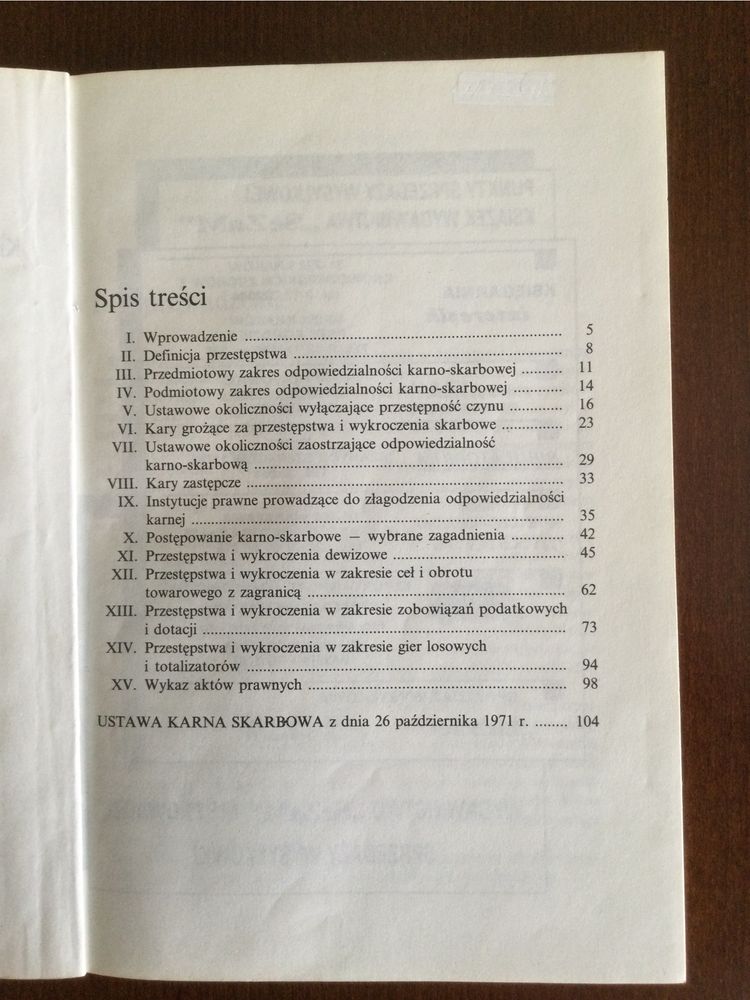 Spis treści
I. Wprowadzenie ........ 5
II. Definicja przestępstwa ........ 8
III. Przedmiotowy zakres odpowiedzialności karno-skarbowej .......... 11
IV. Podmiotowy zakres odpowiedzialności karno-skarbowej ............ 14
V. Ustawowe okoliczności wyłączające przestępność czynu ............. 16
VI. Kary grożące za przestępstwa i wykroczenia skarbowe ............... 23
VII. Ustawowe okoliczności zaostrzające odpowiedzialność
karno-skarbową ........ 29
VIII. Kary zastępcze ........ 33
IX. Instytucje prawne prowadzące do złagodzenia odpowiedzialności
karnej ........ 35
X. Postępowanie karno-skarbowe — wybrane zagadnienia ............. 42
XI. Przestępstwa i wykroczenia dewizowe ........ 45
XII. Przestępstwa i wykroczenia w zakresie ceł i obrotu
towarowego z zagranicą ........ 62
XIII. Przestępstwa i wykroczenia w zakresie zobowiązań podatkowych
i dotacji ........ 73
XIV. Przestępstwa i wykroczenia w zakresie gier losowych
i totalizatorów ........ 94
XV. Wykaz aktów prawnych ........ 98
USTAWA KARNA SKARBOWA z dnia 26 października 1971 r. ........ 104